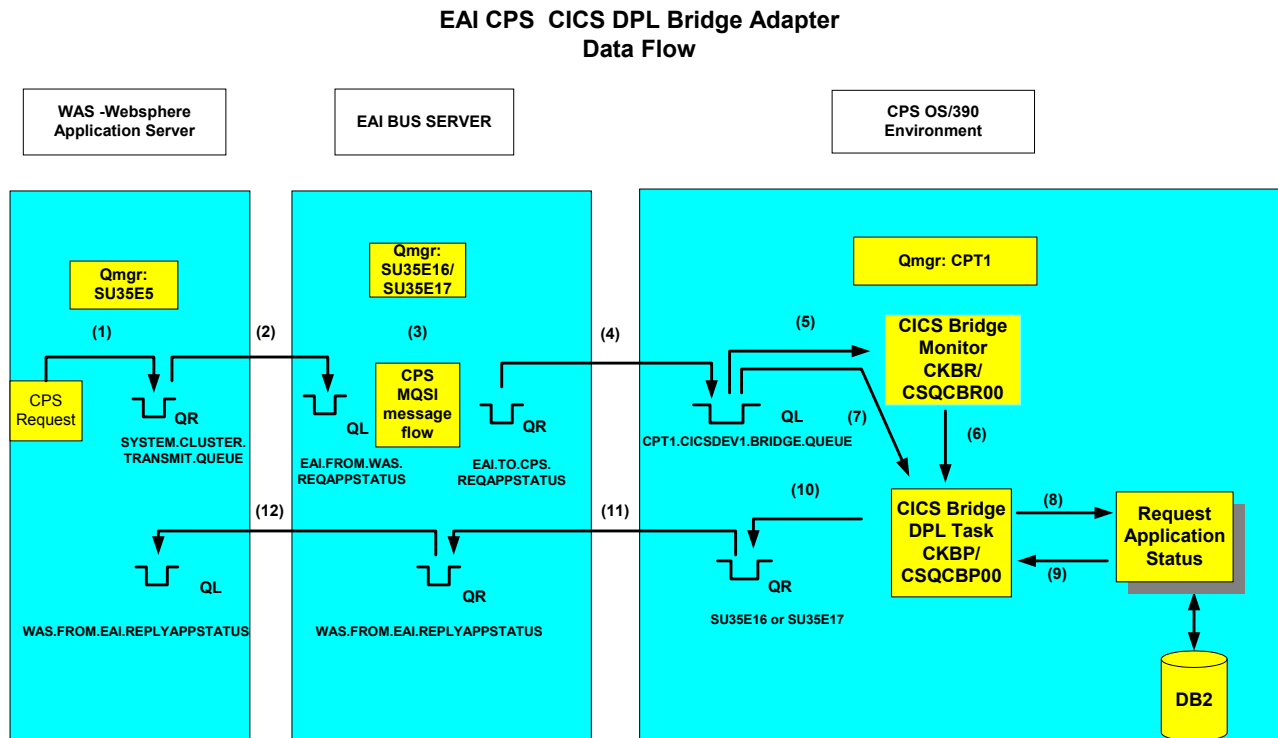 EAI CPS CICS DPL Bridge Adapter
Data Flow
WAS -Websphere
Application Server
EAI BUS SERVER
CPS OS/390
Environment
Qmgr:
SU35E5
Qmgr:
SU35E16/
SU35E17
Qmgr: CPT1
(1)
(2)
(3)
(4)
(5)
CPS
Request
QR
SYSTEM.CLUSTER.
TRANSMIT.QUEUE
QL
EAI.FROM.WAS.
REQAPPSTATUS
CPS
MQSI
message
flow
QR
EAI.TO.CPS.
REQAPPSTATUS
QL
CPT1.CICSDEV1.BRIDGE.QUEUE
CICS Bridge
Monitor
CKBR/
CSQCBR00
(7)
(6)
(12)
(11)
(10)
CICS Bridge
DPL Task
CKBP/
CSQCBP00
(8)
(9)
Request
Application
Status
QL
WAS.FROM.EAI.REPLYAPPSTATUS
QR
WAS.FROM.EAI.REPLYAPPSTATUS
QR
SU35E16 or SU35E17
DB2